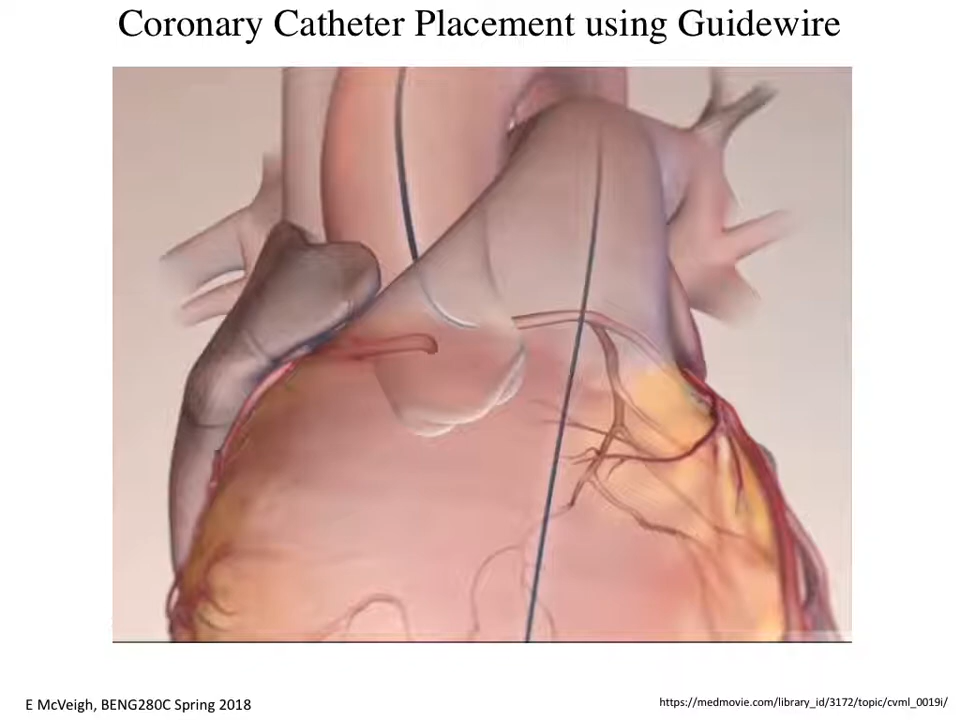 Coronary Catheter Placement using Guidewire
E McVeigh, BENG280C Spring 2018
https://medmovie.com/library_id/3172/topic/cvml_0019i/